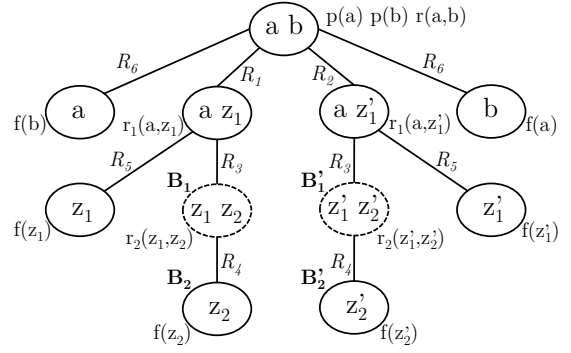 a b p(a) p(b) r(a,b)
R₆ R₁ R₂ R₆
a a z₁ a z'₁ b
f(b) r₁(a,z₁) r₁(a,z'₁) f(a)
R₅ R₃ R₃ R₅
B₁ B'₁
z₁ z₁ z₂ z'₁ z'₂ z'₁
f(z₁) r₂(z₁,z₂) r₂(z'₁,z'₂) f(z'₁)
R₄ R₄
B₂ B'₂
z₂ z'₂
f(z₂) f(z'₂)